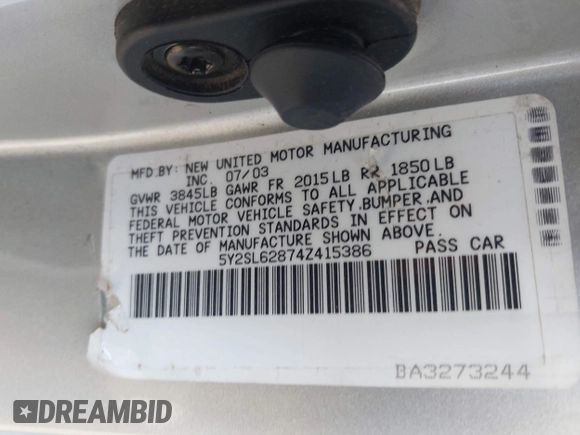 MFD.BY: NEW UNITED MOTOR MANUFACTURING
INC. 07/03
GVWR 3845LB GAWR FR 2015LB RR 1850LB
THIS VEHICLE CONFORMS TO ALL APPLICABLE
FEDERAL MOTOR VEHICLE SAFETY,BUMPER,AND
THEFT PREVENTION STANDARDS IN EFFECT ON
THE DATE OF MANUFACTURE SHOWN ABOVE.
5Y2SL62874Z415386 PASS CAR
BA3273244
DREAMBID